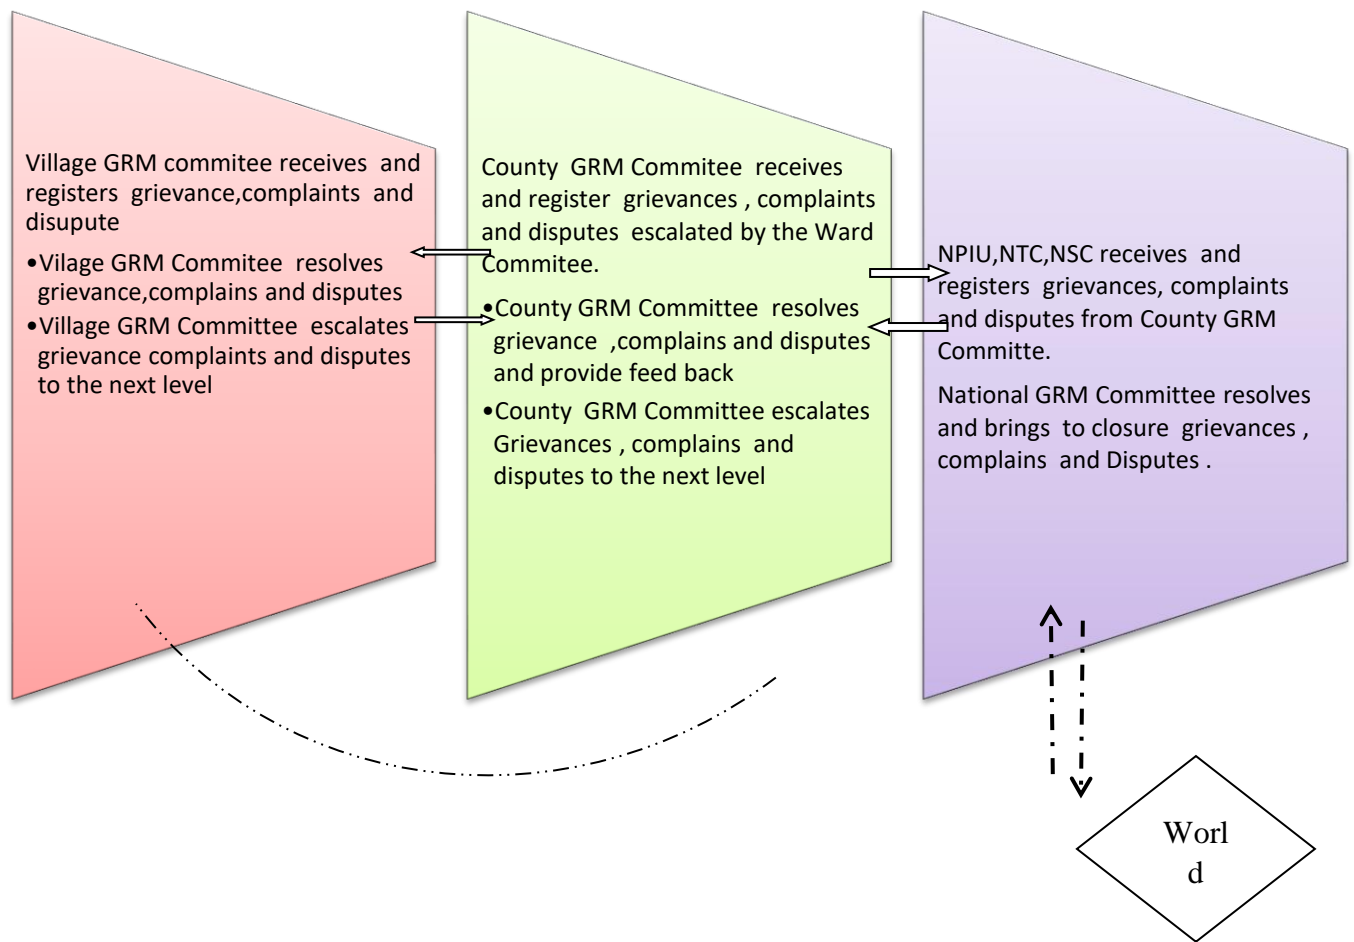 Village GRM commitee receives and
registers grievance,complaints and
disupute
•Vilage GRM Commitee resolves
grievance,complains and disputes
•Village GRM Committee escalates
grievance complaints and disputes
to the next level
County GRM Commitee receives
and register grievances , complaints
and disputes escalated by the Ward
Commitee.
•County GRM Committee resolves
grievance ,complains and disputes
and provide feed back
•County GRM Committee escalates
Grievances , complains and
disputes to the next level
NPIU,NTC,NSC receives and
registers grievances, complaints
and disputes from County GRM
Committe.
National GRM Committee resolves
and brings to closure grievances ,
complains and Disputes .
Worl
d